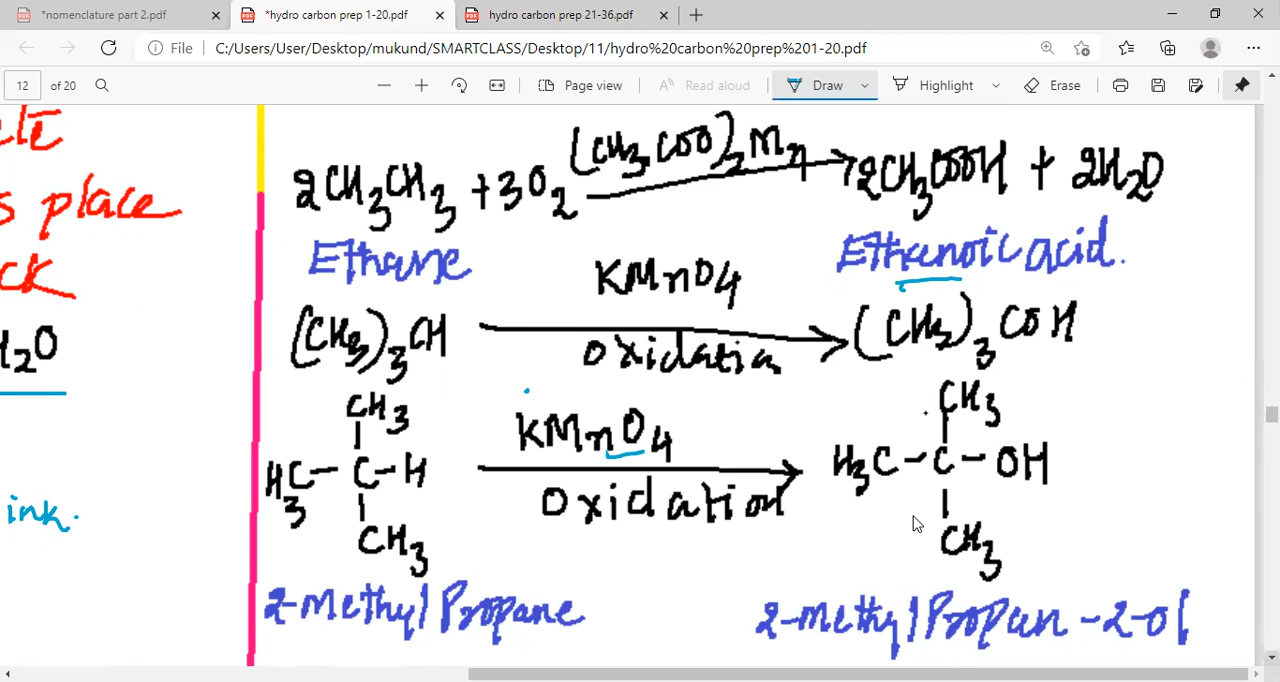 *nomenclature part 2.pdf
*hydro carbon prep 1-20.pdf
hydro carbon prep 21-36.pdf
File
C:/Users/User/Desktop/mukund/SMARTCLASS/Desktop/11/hydro%20carbon%20prep%201-20.pdf
12 of 20
Page view
Read aloud
Draw
Highlight
Erase
place
H2O
ink.
2CH3CH3 + 3O2 (CH3COO)2Mn 2CH3COOH + 2H2O
Ethane Ethanoic acid.
KMnO4
(CH3)3CH (CH3)3COH
Oxidation
CH3 CH3
KMnO4
H3C - C - H H3C - C - OH
Oxidation
CH3 CH3
2-Methyl Propane 2-methyl Propan-2-ol